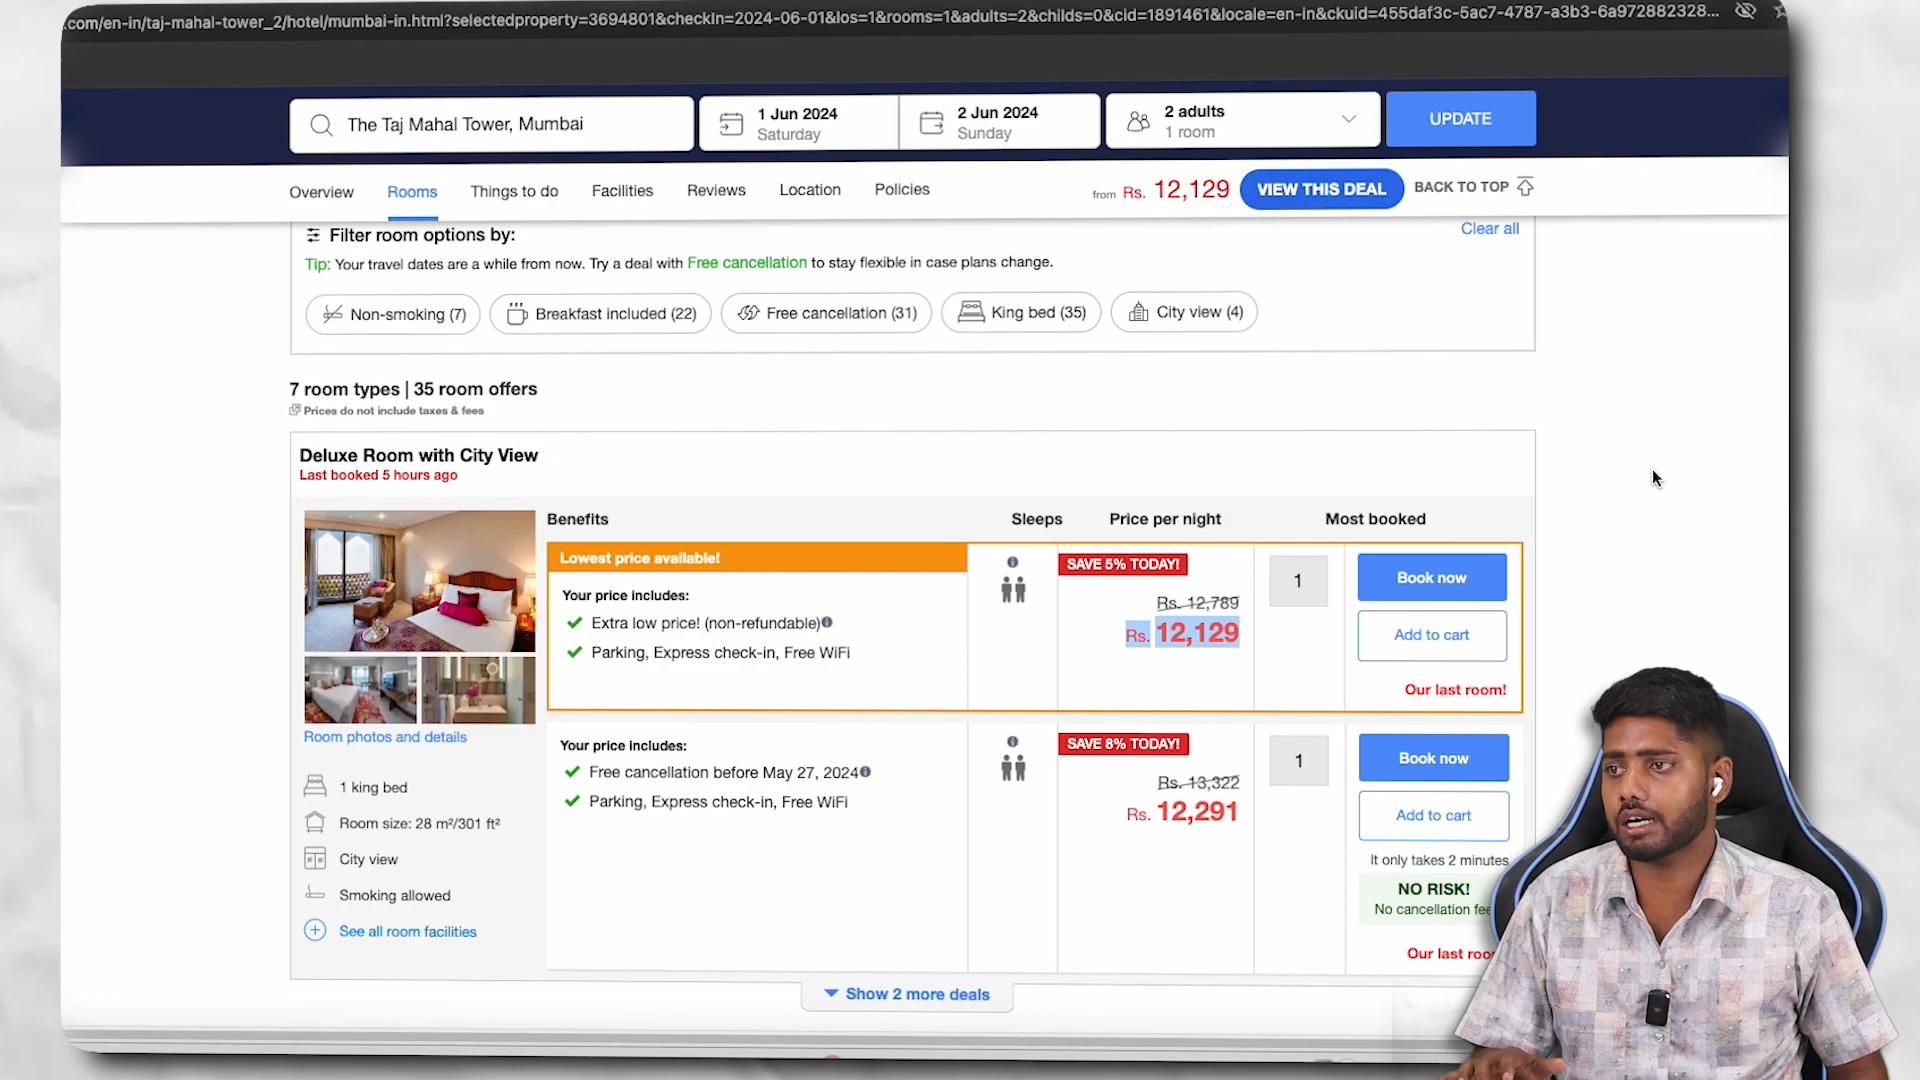 .com/en-in/taj-mahal-tower_2/hotel/mumbai-in.html?selectedproperty=3694801&checkIn=2024-06-01&los=1&rooms=1&adults=2&childs=0&cid=1891461&locale=en-in&ckuid=455daf3c-5ac7-4787-a3b3-6a972882328...
The Taj Mahal Tower, Mumbai
1 Jun 2024
Saturday
2 Jun 2024
Sunday
2 adults
1 room
UPDATE
Overview
Rooms
Things to do
Facilities
Reviews
Location
Policies
from Rs. 12,129
VIEW THIS DEAL
BACK TO TOP
Filter room options by:
Clear all
Tip: Your travel dates are a while from now. Try a deal with Free cancellation to stay flexible in case plans change.
Non-smoking (7)
Breakfast included (22)
Free cancellation (31)
King bed (35)
City view (4)
7 room types | 35 room offers
Prices do not include taxes & fees
Deluxe Room with City View
Last booked 5 hours ago
Benefits
Sleeps
Price per night
Most booked
Lowest price available!
Your price includes:
Extra low price! (non-refundable)
Parking, Express check-in, Free WiFi
SAVE 5% TODAY!
Rs. 12,789
Rs. 12,129
1
Book now
Add to cart
Our last room!
Room photos and details
1 king bed
Room size: 28 m²/301 ft²
City view
Smoking allowed
See all room facilities
Your price includes:
Free cancellation before May 27, 2024
Parking, Express check-in, Free WiFi
SAVE 8% TODAY!
Rs. 13,322
Rs. 12,291
1
Book now
Add to cart
It only takes 2 minutes
NO RISK!
No cancellation fee
Our last roo
Show 2 more deals